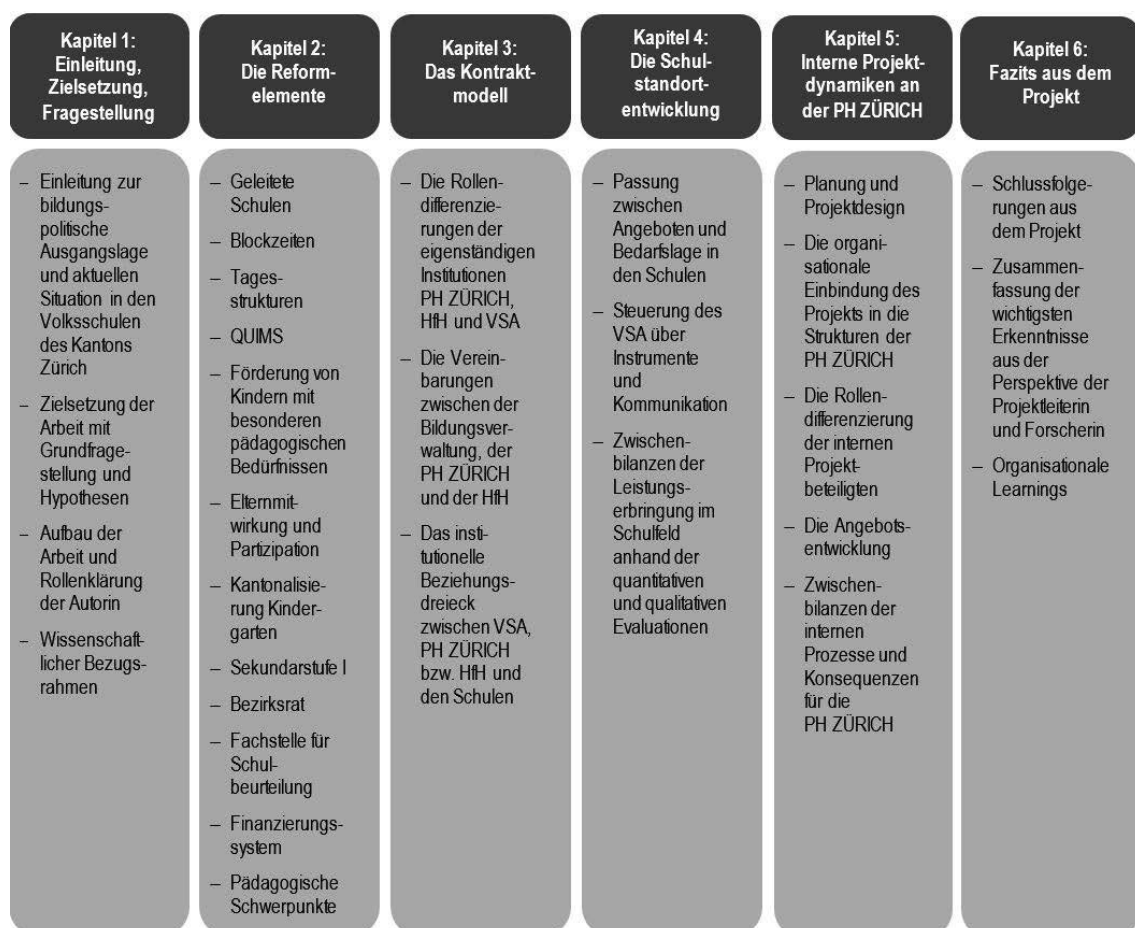 Kapitel 1:
Einleitung,
Zielsetzung,
Fragestellung
– Einleitung zur
bildungs-
politische
Ausgangslage
und aktuellen
Situation in den
Volksschulen
des Kantons
Zürich
– Zielsetzung der
Arbeit mit
Grundfrage-
stellung und
Hypothesen
– Aufbau der
Arbeit und
Rollenklärung
der Autorin
– Wissenschaft-
licher Bezugs-
rahmen
Kapitel 2:
Die Reform-
elemente
– Geleitete
Schulen
– Blockzeiten
– Tages-
strukturen
– QUIMS
– Förderung von
Kindern mit
besonderen
pädagogischen
Bedürfnissen
– Elternmit-
wirkung und
Partizipation
– Kantonalisie-
rung Kinder-
garten
– Sekundarstufe I
– Bezirksrat
– Fachstelle für
Schul-
beurteilung
– Finanzierungs-
system
– Pädagogische
Schwerpunkte
Kapitel 3:
Das Kontrakt-
modell
– Die Rollen-
differenzie-
rungen der
eigenständigen
Institutionen
PH ZÜRICH,
HfH und VSA
– Die Verein-
barungen
zwischen der
Bildungsver-
waltung, der
PH ZÜRICH
und der HfH
– Das insti-
tutionelle
Beziehungs-
dreieck
zwischen VSA,
PH ZÜRICH
bzw. HfH und
den Schulen
Kapitel 4:
Die Schul-
standort-
entwicklung
– Passung
zwischen
Angeboten und
Bedarfslage in
den Schulen
– Steuerung des
VSA über
Instrumente
und
Kommunikation
– Zwischen-
bilanzen der
Leistungs-
erbringung im
Schulfeld
anhand der
quantitativen
und qualitativen
Evaluationen
Kapitel 5:
Interne Projekt-
dynamiken an
der PH ZÜRICH
– Planung und
Projektdesign
– Die organi-
sationale
Einbindung des
Projekts in die
Strukturen der
PH ZÜRICH
– Die Rollen-
differenzierung
der internen
Projekt-
beteiligten
– Die Angebots-
entwicklung
– Zwischen-
bilanzen der
internen
Prozesse und
Konsequenzen
für die
PH ZÜRICH
Kapitel 6:
Fazits aus dem
Projekt
– Schlussfolge-
rungen aus
dem Projekt
– Zusammen-
fassung der
wichtigsten
Erkenntnisse
aus der
Perspektive der
Projektleiterin
und Forscherin
– Organisationale
Learnings